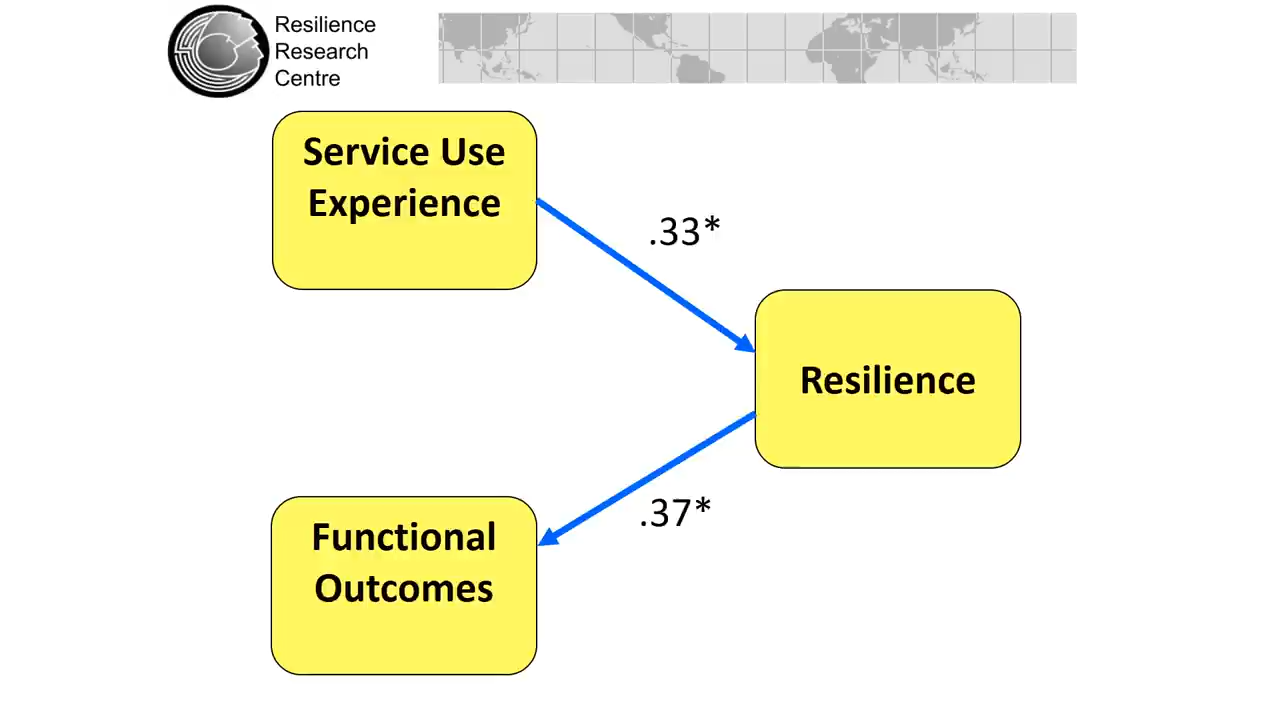 Resilience
Research
Centre
Service Use
Experience
.33*
Resilience
.37*
Functional
Outcomes